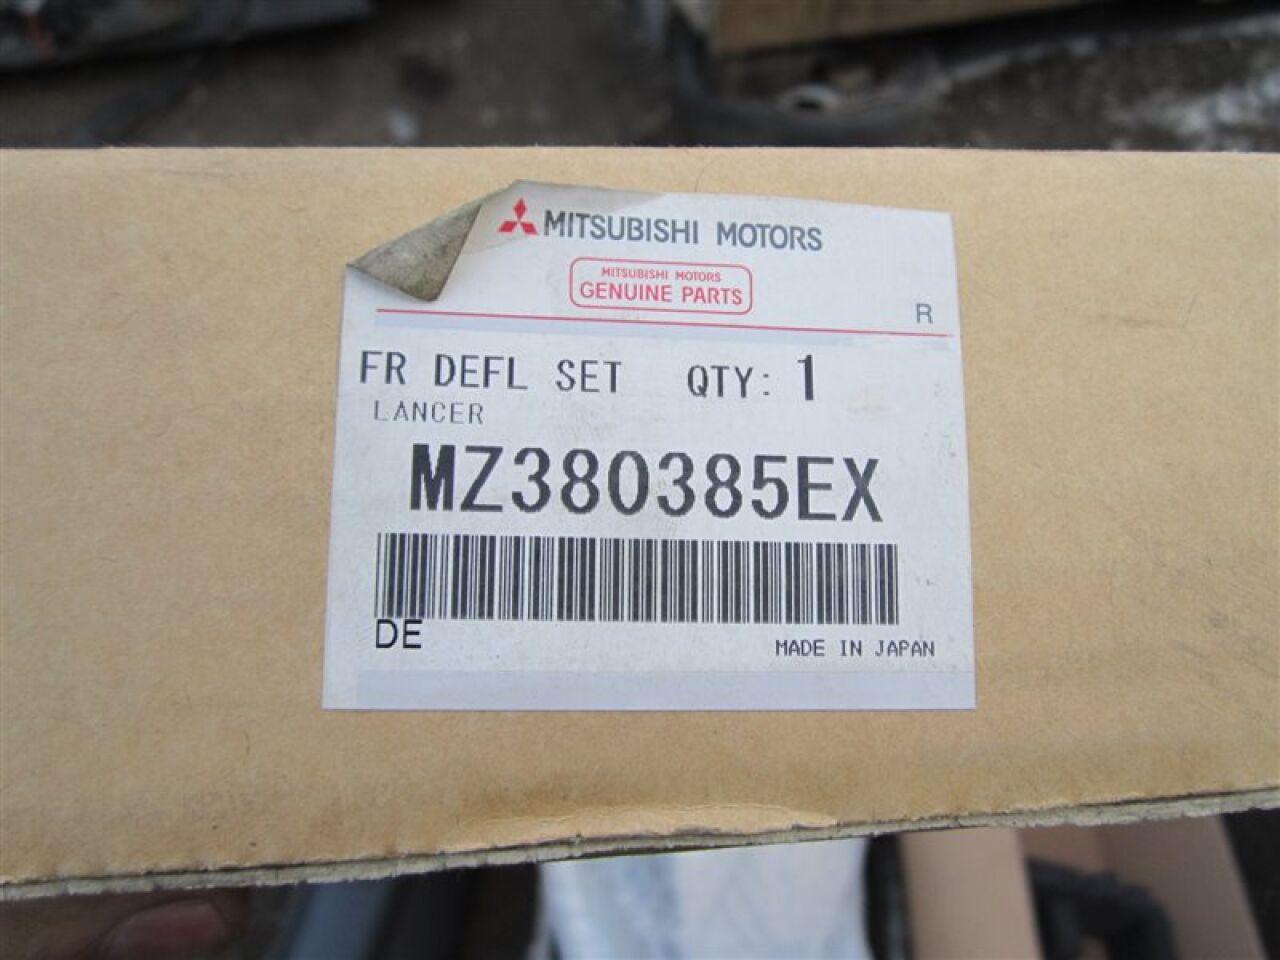 MITSUBISHI MOTORS
MITSUBISHI MOTORS
GENUINE PARTS
R
FR DEFL SET QTY: 1
LANCER
MZ380385EX
DE
MADE IN JAPAN